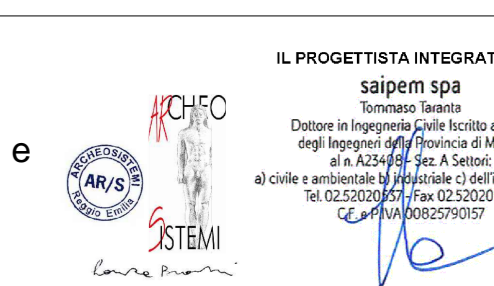 e
ARCHEOSISTEMI
AR/S
Reggio Emilia
ARCHEO
SISTEMI
IL PROGETTISTA INTEGRAT
saipem spa
Tommaso Taranta
Dottore in Ingegneria Civile Iscritto a
degli Ingegneri della Provincia di M
al n. A23408 - Sez. A Settori:
a) civile e ambientale b) industriale c) dell'i
Tel. 02.52020557 - Fax 02.52020
C.F. e P.IVA 00825790157